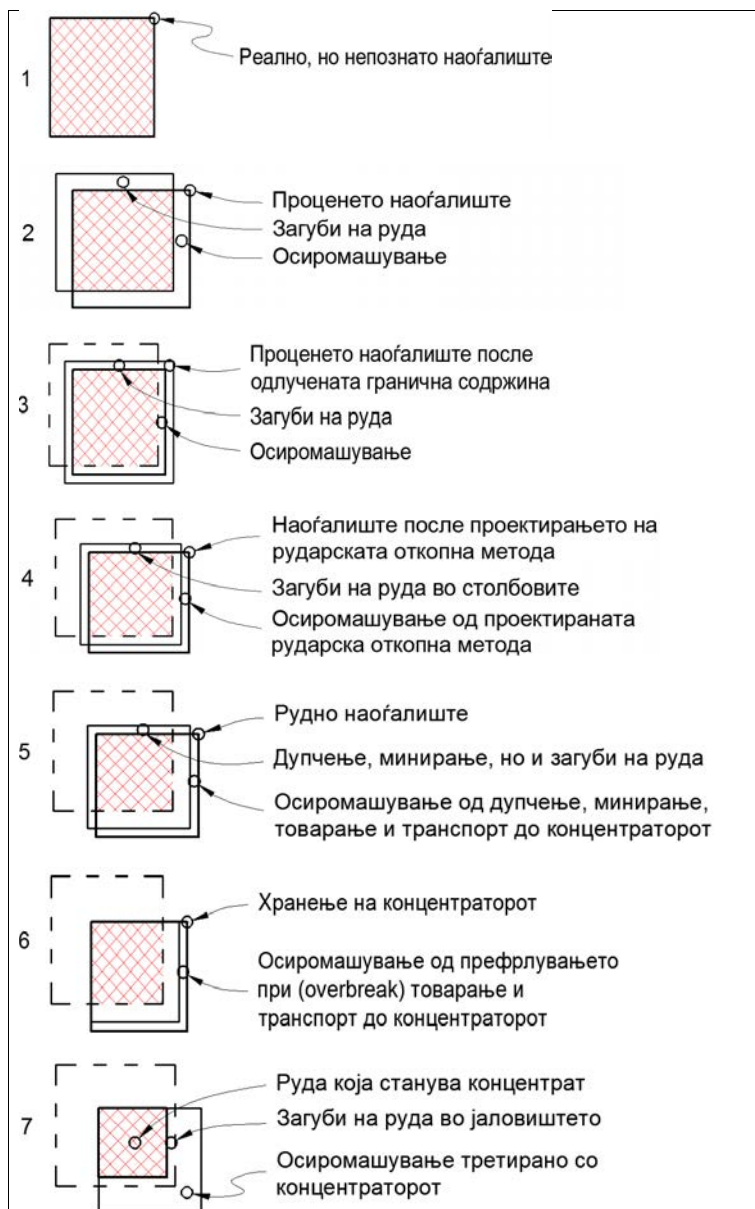 1
Реално, но непознато наоѓалиште
2
Проценето наоѓалиште
Загуби на руда
Осиромашување
3
Проценето наоѓалиште после
одлучената гранична содржина
Загуби на руда
Осиромашување
4
Наоѓалиште после проектирањето на
рударската откопна метода
Загуби на руда во столбовите
Осиромашување од проектираната
рударска откопна метода
5
Рудно наоѓалиште
Дупчење, минирање, но и загуби на руда
Осиромашување од дупчење, минирање,
товарање и транспорт до концентраторот
6
Хранење на концентраторот
Осиромашување од префрлувањето
при (overbreak) товарање и
транспорт до концентраторот
7
Руда која станува концентрат
Загуби на руда во јаловиштето
Осиромашување третирано со
концентраторот